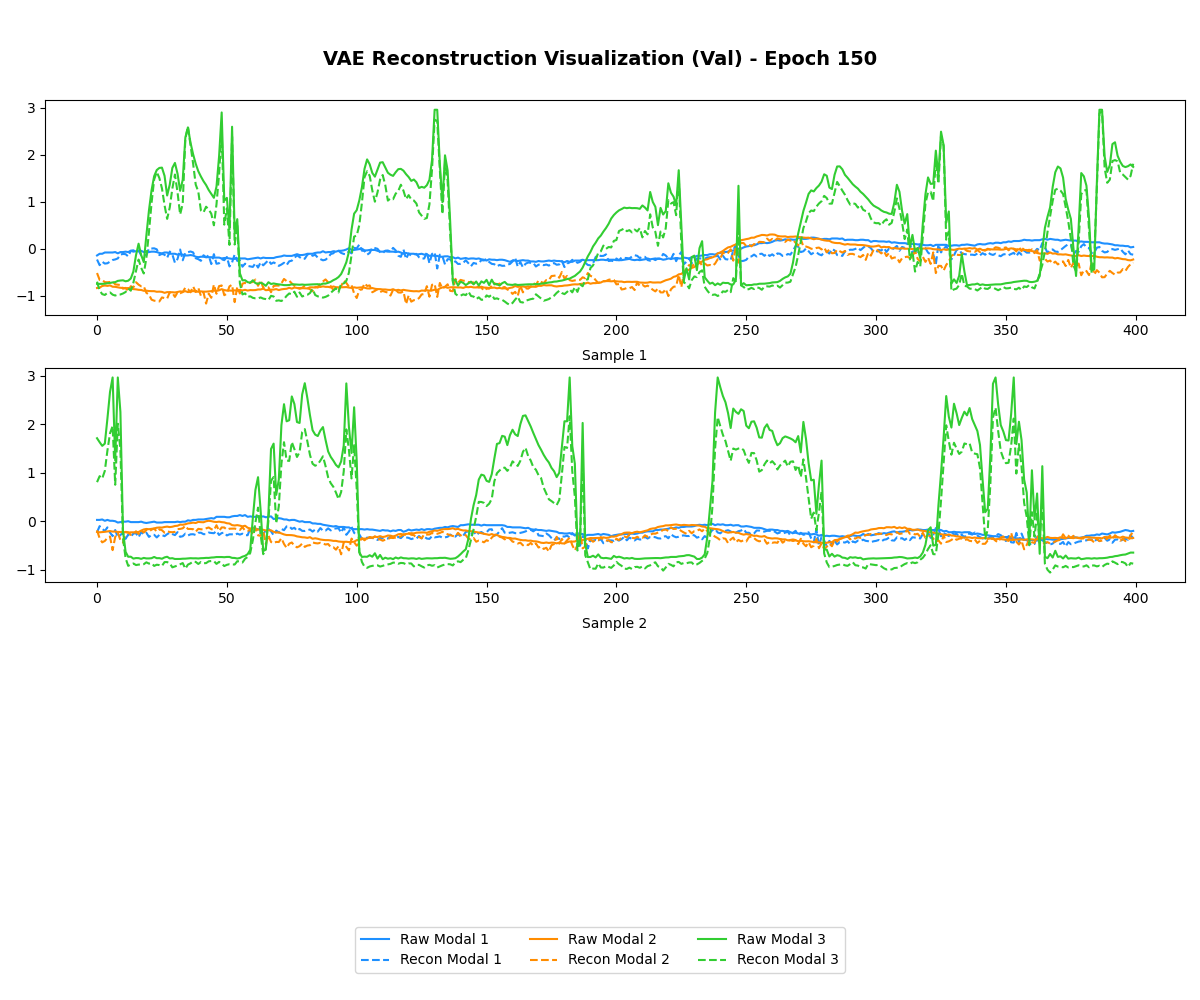 VAE Reconstruction Visualization (Val) - Epoch 150
3
2
1
0
−1
0 50 100 150 200 250 300 350 400
Sample 1
3
2
1
0
−1
0 50 100 150 200 250 300 350 400
Sample 2
Raw Modal 1 Raw Modal 2 Raw Modal 3
Recon Modal 1 Recon Modal 2 Recon Modal 3